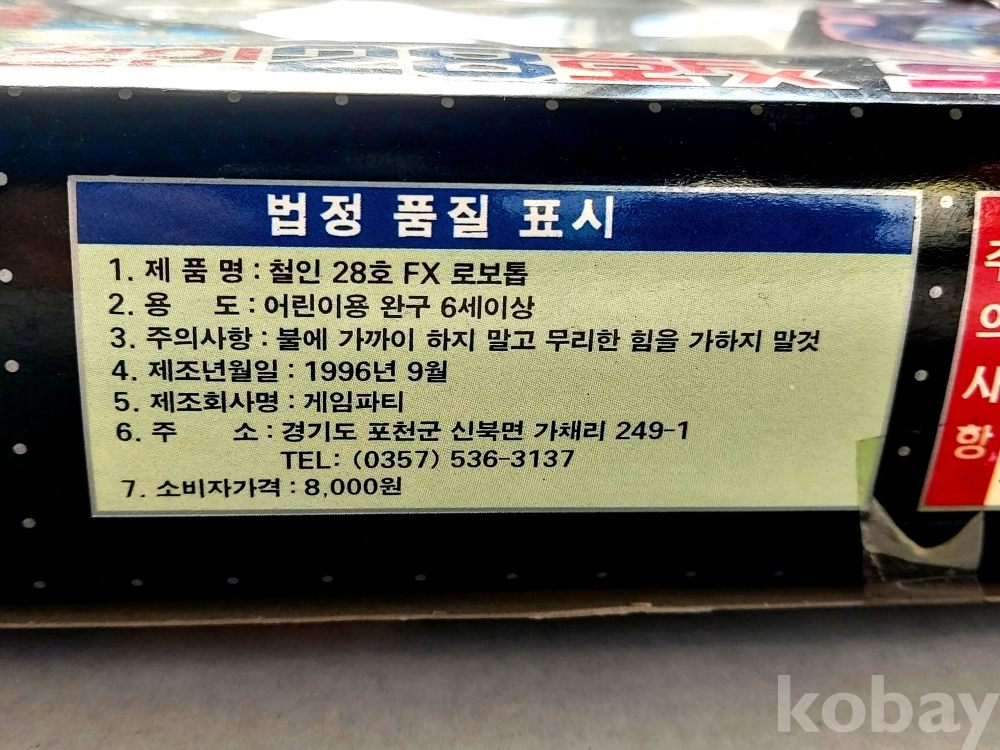 법정 품질 표시
1. 제 품 명 : 철인 28호 FX 로보톱
2. 용 도 : 어린이용 완구 6세이상
3. 주의사항 : 불에 가까이 하지 말고 무리한 힘을 가하지 말것
4. 제조년월일 : 1996년 9월
5. 제조회사명 : 게임파티
6. 주 소 : 경기도 포천군 신북면 가채리 249-1
TEL: (0357) 536-3137
7. 소비자가격 : 8,000원
주의사항
kobay